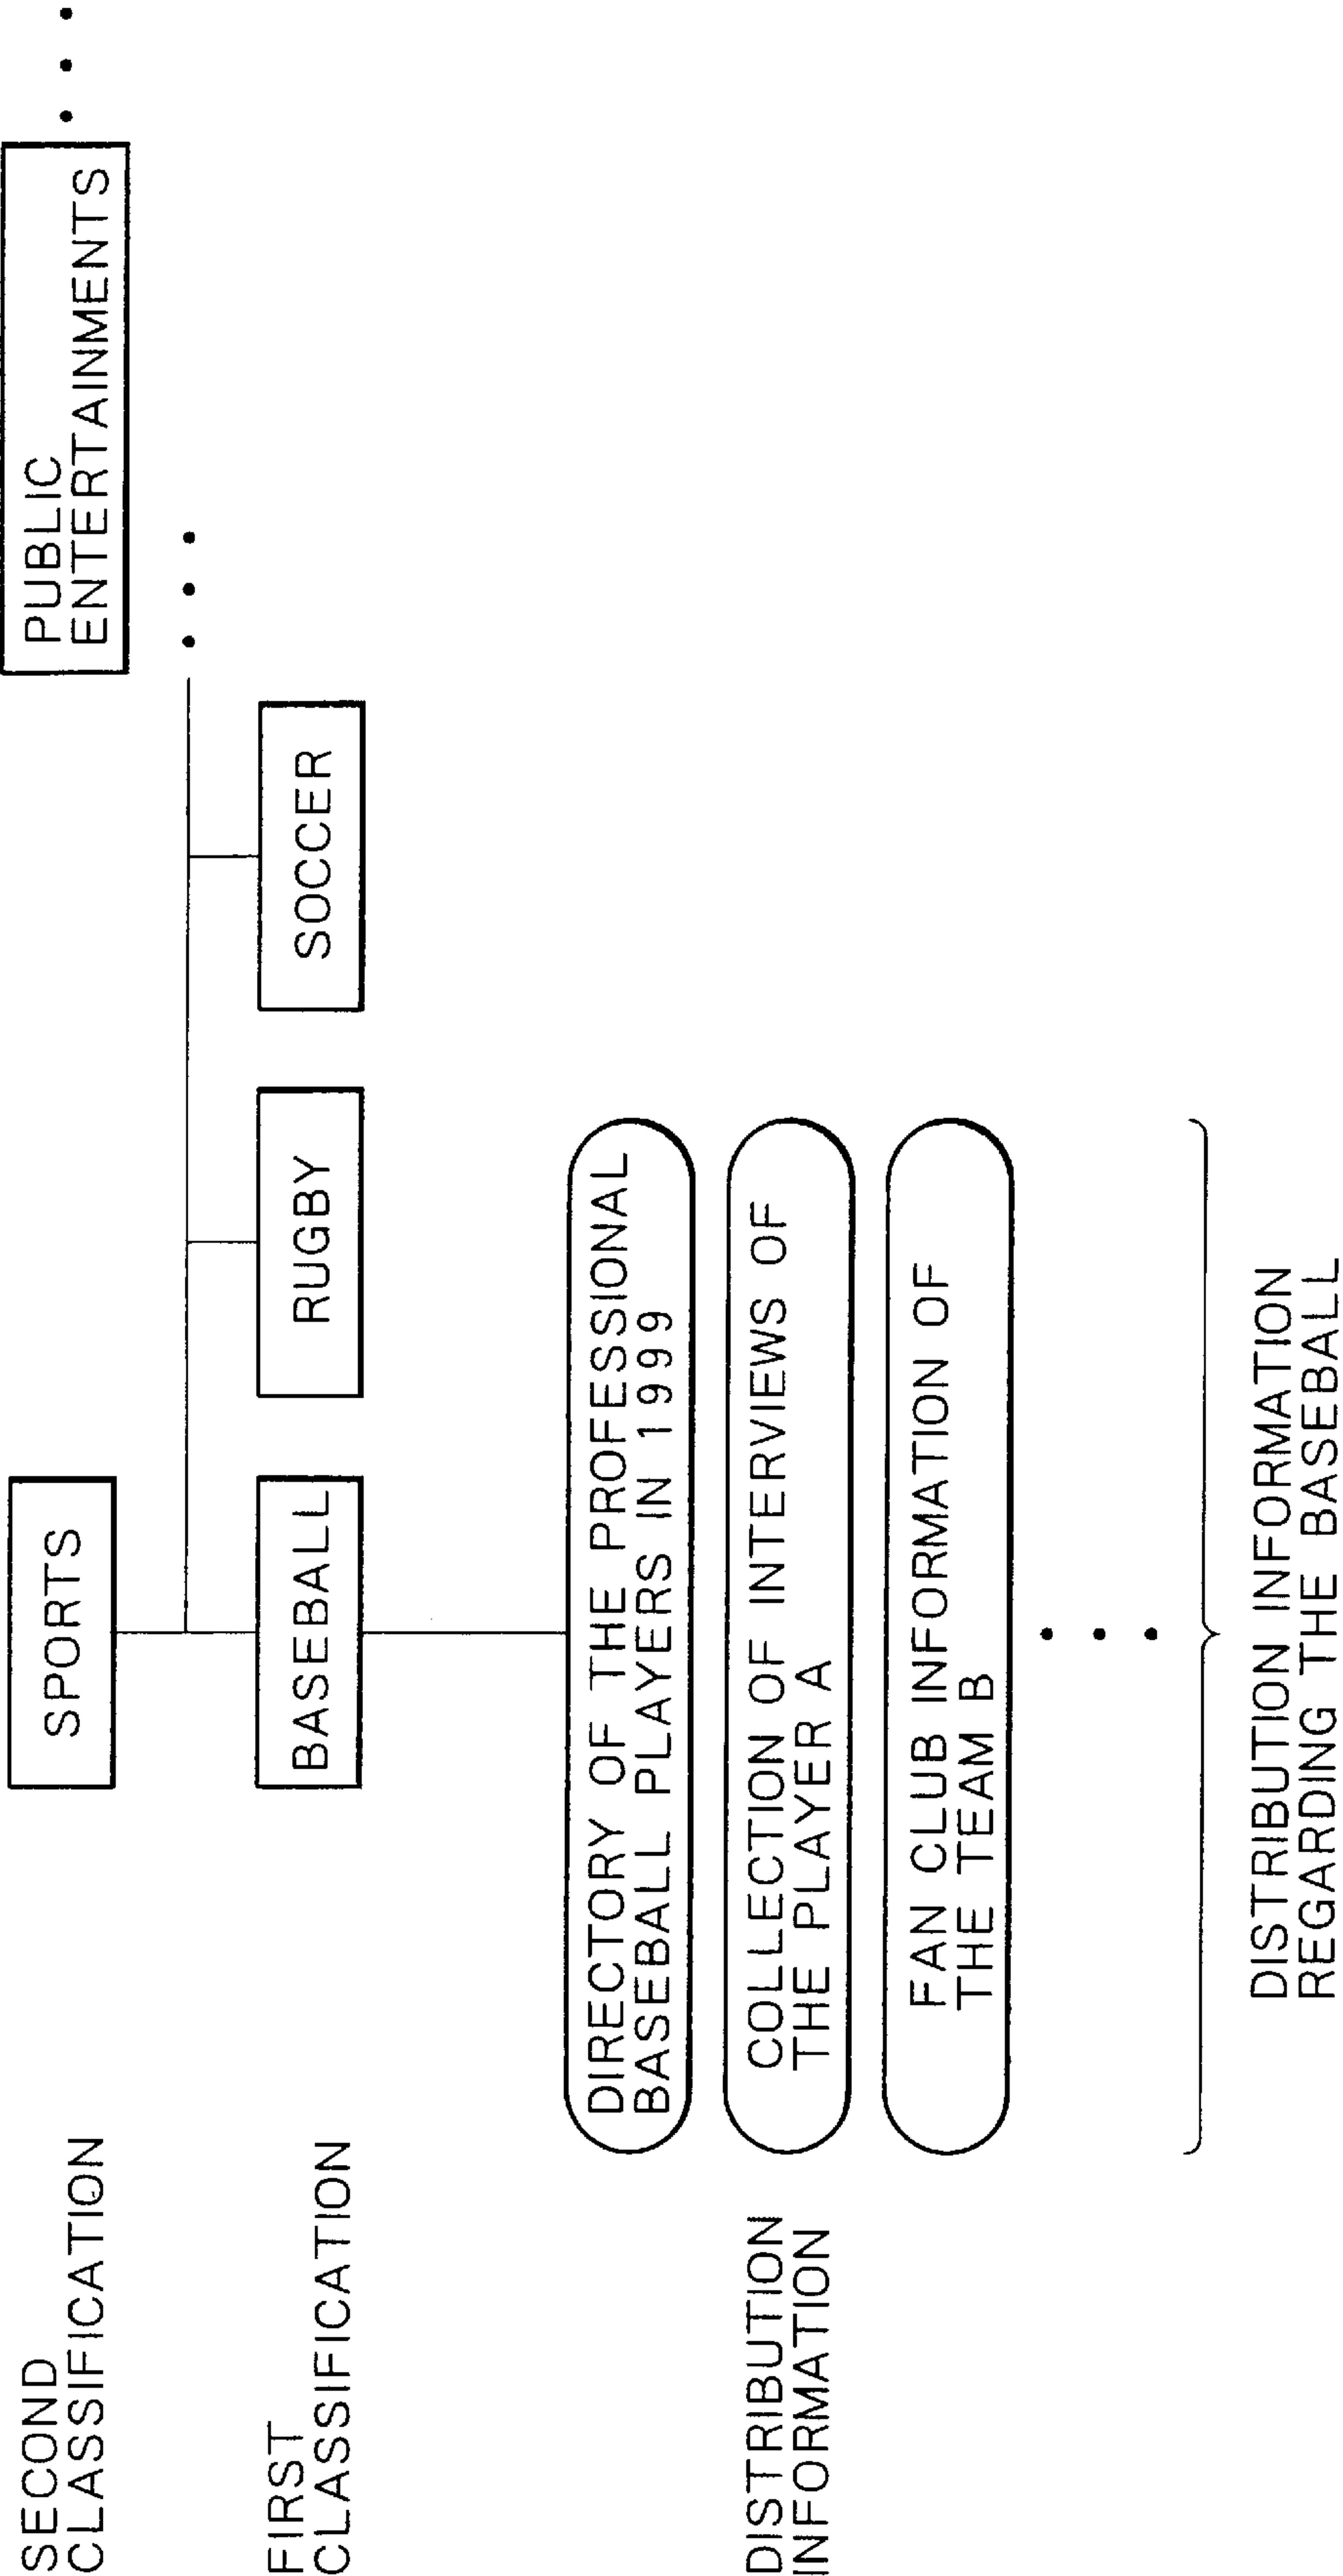 SECOND
CLASSIFICATION
SPORTS
PUBLIC
ENTERTAINMENTS
FIRST
CLASSIFICATION
BASEBALL
RUGBY
SOCCER
DISTRIBUTION
INFORMATION
DIRECTORY OF THE PROFESSIONAL
BASEBALL PLAYERS IN 1999
COLLECTION OF INTERVIEWS OF
THE PLAYER A
FAN CLUB INFORMATION OF
THE TEAM B
DISTRIBUTION INFORMATION
REGARDING THE BASEBALL